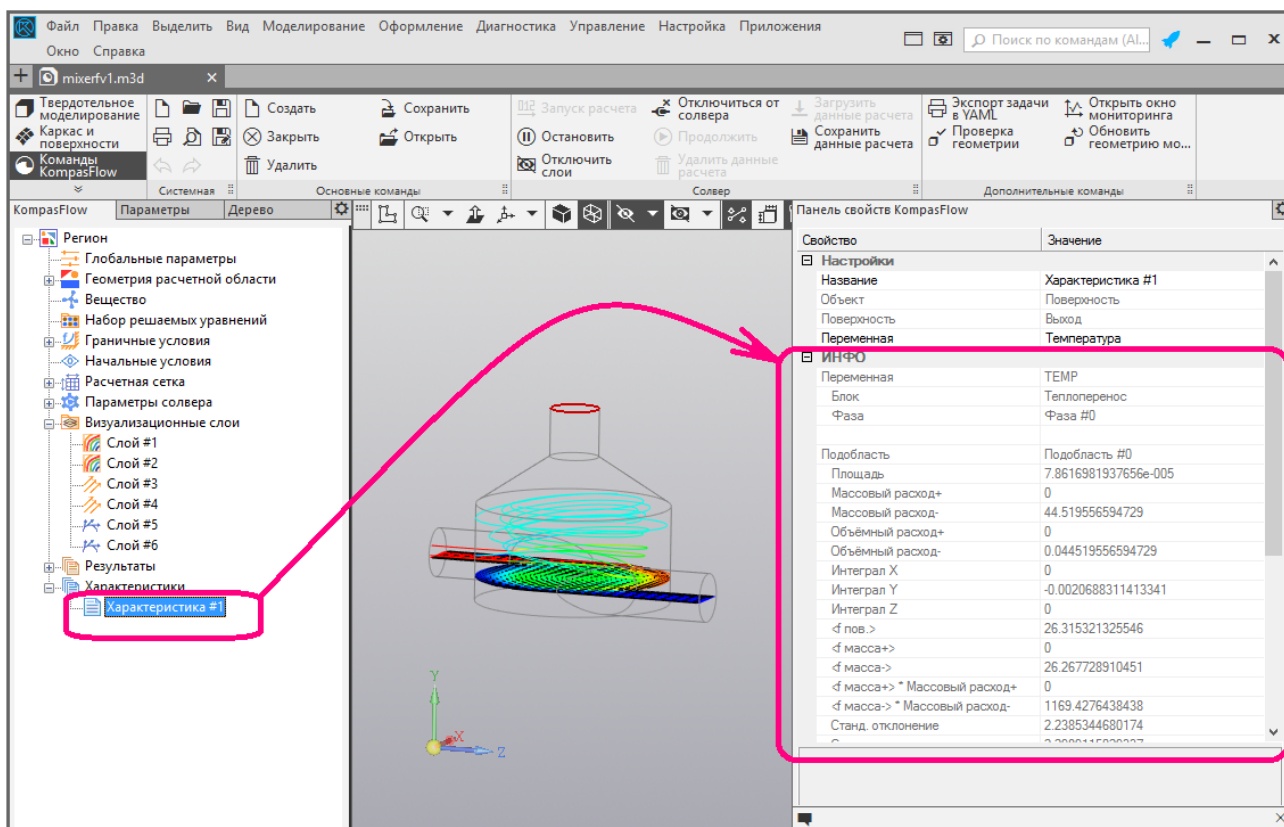 Файл Правка Выделить Вид Моделирование Оформление Диагностика Управление Настройка Приложения
Окно Справка
Поиск по командам (Al...
mixerfv1.m3d
Твердотельное моделирование
Каркас и поверхности
Команды KompasFlow
Системная
Создать
Закрыть
Удалить
Сохранить
Открыть
Основные команды
Запуск расчета
Остановить
Отключить слои
Отключиться от солвера
Продолжить
Удалить данные расчета
Загрузить данные расчета
Сохранить данные расчета
Солвер
Экспорт задачи в YAML
Проверка геометрии
Открыть окно мониторинга
Обновить геометрию мо...
Дополнительные команды
KompasFlow Параметры Дерево
Регион
Глобальные параметры
Геометрия расчетной области
Вещество
Набор решаемых уравнений
Граничные условия
Начальные условия
Расчетная сетка
Параметры солвера
Визуализационные слои
Слой #1
Слой #2
Слой #3
Слой #4
Слой #5
Слой #6
Результаты
Характеристики
Характеристика #1
Y
X
Z
Панель свойств KompasFlow
Свойство Значение
Настройки
Название Характеристика #1
Объект Поверхность
Поверхность Выход
Переменная Температура
ИНФО
Переменная TEMP
Блок Теплоперенос
Фаза Фаза #0
Подобласть Подобласть #0
Площадь 7.8616981937656e-005
Массовый расход+ 0
Массовый расход- 44.519556594729
Объёмный расход+ 0
Объёмный расход- 0.044519556594729
Интеграл X 0
Интеграл Y -0.0020688311413341
Интеграл Z 0
<f пов.> 26.315321325546
<f масса+> 0
<f масса-> 26.267728910451
<f масса+> * Массовый расход+ 0
<f масса-> * Массовый расход- 1169.4276438438
Станд. отклонение 2.2385344680174